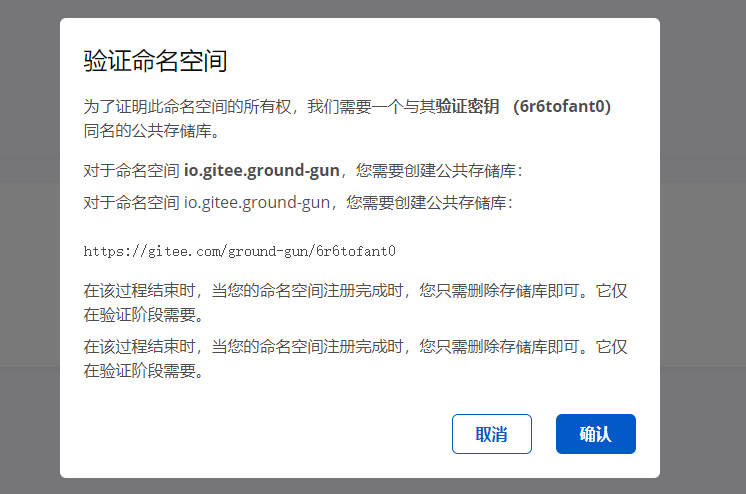 验证命名空间
为了证明此命名空间的所有权，我们需要一个与其验证密钥 （6r6tofant0）
同名的公共存储库。
对于命名空间 io.gitee.ground-gun，您需要创建公共存储库：
对于命名空间 io.gitee.ground-gun，您需要创建公共存储库：
https://gitee.com/ground-gun/6r6tofant0
在该过程结束时，当您的命名空间注册完成时，您只需删除存储库即可。它仅
在验证阶段需要。
在该过程结束时，当您的命名空间注册完成时，您只需删除存储库即可。它仅
在验证阶段需要。
取消
确认